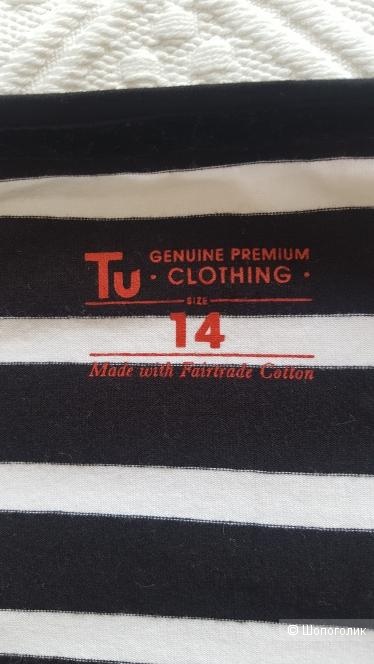 Tu GENUINE PREMIUM
· CLOTHING ·
SIZE
14
Made with Fairtrade Cotton
© Шопоголик